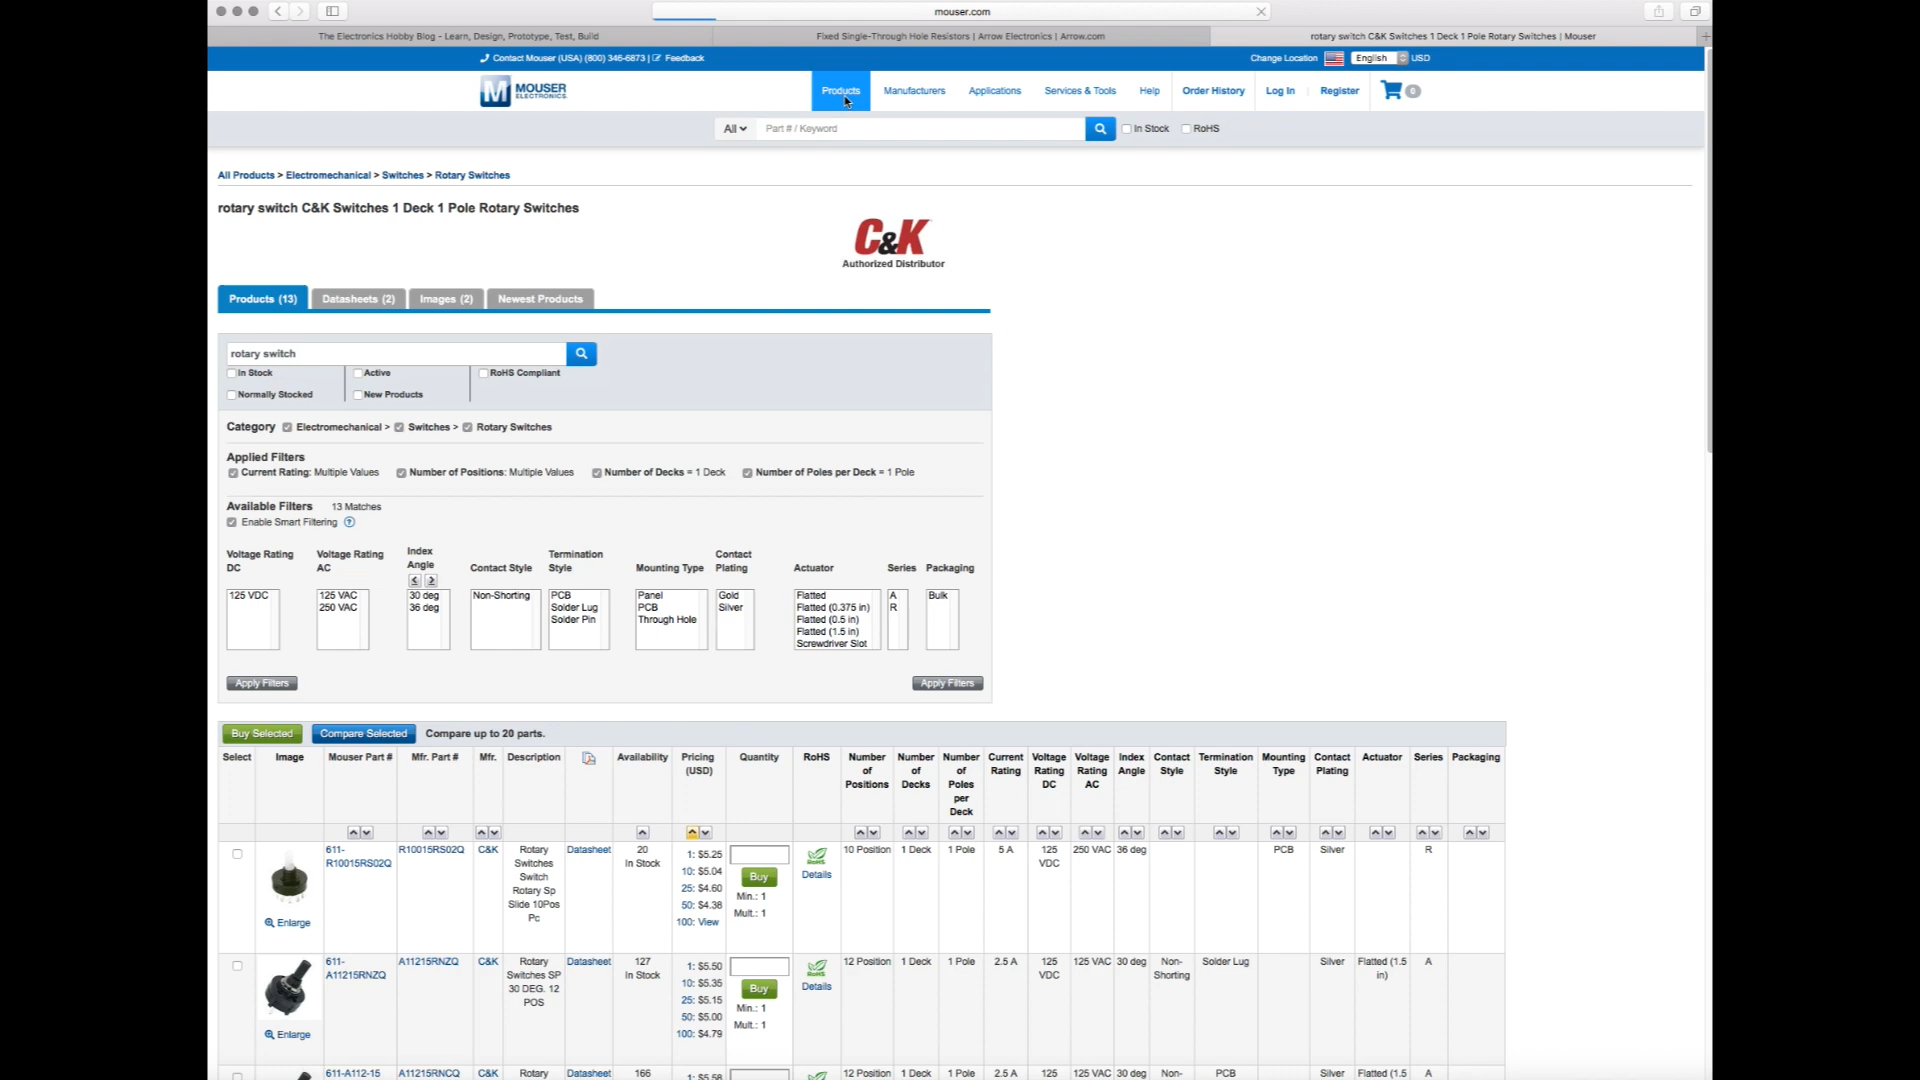 mouser.com
The Electronics Hobby Blog - Learn, Design, Prototype, Test, Build
Fixed Single-Through Hole Resistors | Arrow Electronics | Arrow.com
rotary switch C&K Switches 1 Deck 1 Pole Rotary Switches | Mouser
Contact Mouser (USA) (800) 346-6873 | Feedback
Change Location English USD
M MOUSER ELECTRONICS
Products Manufacturers Applications Services & Tools Help Order History Log In Register 0
All Part # / Keyword In Stock RoHS
All Products > Electromechanical > Switches > Rotary Switches
rotary switch C&K Switches 1 Deck 1 Pole Rotary Switches
C&K
Authorized Distributor
Products (13) Datasheets (2) Images (2) Newest Products
rotary switch
In Stock Active RoHS Compliant
Normally Stocked New Products
Category Electromechanical > Switches > Rotary Switches
Applied Filters
Current Rating: Multiple Values Number of Positions: Multiple Values Number of Decks = 1 Deck Number of Poles per Deck = 1 Pole
Available Filters 13 Matches
Enable Smart Filtering ?
Voltage Rating DC Voltage Rating AC Index Angle Contact Style Termination Style Mounting Type Contact Plating Actuator Series Packaging
125 VDC 125 VAC 30 deg Non-Shorting PCB Panel Gold Flatted A Bulk
250 VAC 36 deg Solder Lug PCB Silver Flatted (0.375 in) R
Solder Pin Through Hole Flatted (0.5 in)
Flatted (1.5 in)
Screwdriver Slot
Apply Filters Apply Filters
Buy Selected Compare Selected Compare up to 20 parts.
Select Image Mouser Part # Mfr. Part # Mfr. Description Availability Pricing (USD) Quantity RoHS Number of Positions Number of Decks Number of Poles per Deck Current Rating Voltage Rating DC Voltage Rating AC Index Angle Contact Style Termination Style Mounting Type Contact Plating Actuator Series Packaging
611- R10015RS02Q C&K Rotary Datasheet 20 1: $5.25 RoHS 10 Position 1 Deck 1 Pole 5 A 125 250 VAC 36 deg PCB Silver R
R10015RS02Q Switches In Stock VDC
10: $5.04 Buy Details
Switch
25: $4.60
Rotary Sp
Min.: 1
Slide 10Pos 50: $4.38
Mult.: 1
Pc
100: View
Enlarge
611- A11215RNZQ C&K Rotary Datasheet 127 1: $5.50 RoHS 12 Position 1 Deck 1 Pole 2.5 A 125 125 VAC 30 deg Non- Solder Lug Silver Flatted (1.5 A
A11215RNZQ Switches SP In Stock VDC Shorting in)
10: $5.35 Buy Details
30 DEG. 12
25: $5.15
POS
Min.: 1
50: $5.00
Mult.: 1
100: $4.79
Enlarge
611-A112-15 A11215RNCQ C&K Rotary Datasheet 166 1: $5.58 12 Position 1 Deck 1 Pole 2.5 A 125 125 VAC 30 deg Non- PCB Silver Flatted (1.5 A